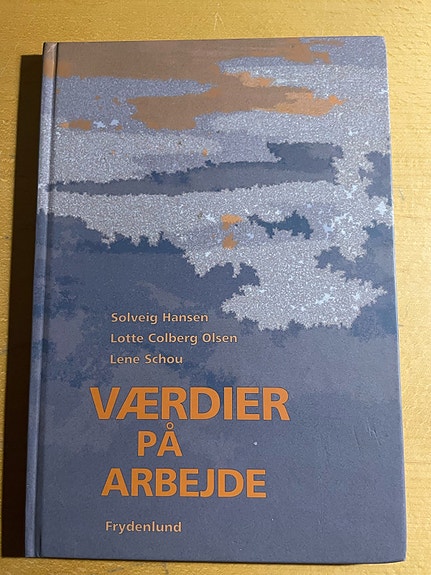 Solveig Hansen
Lotte Colberg Olsen
Lene Schou
VÆRDIER
PÅ
ARBEJDE
Frydenlund